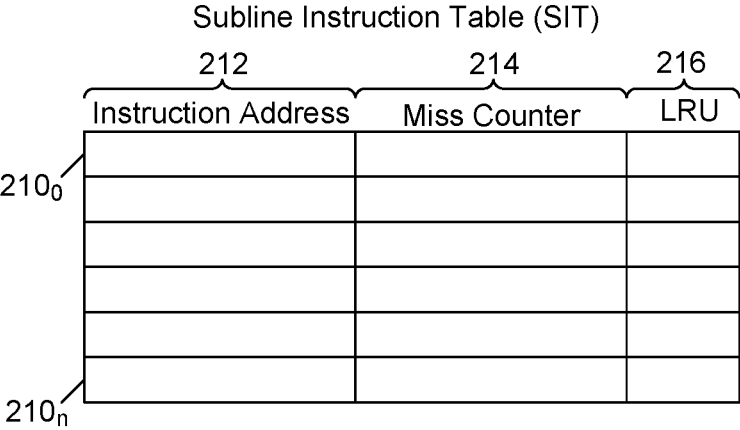 Subline Instruction Table (SIT)
212 214 216
Instruction Address Miss Counter LRU
210₀
210ₙ